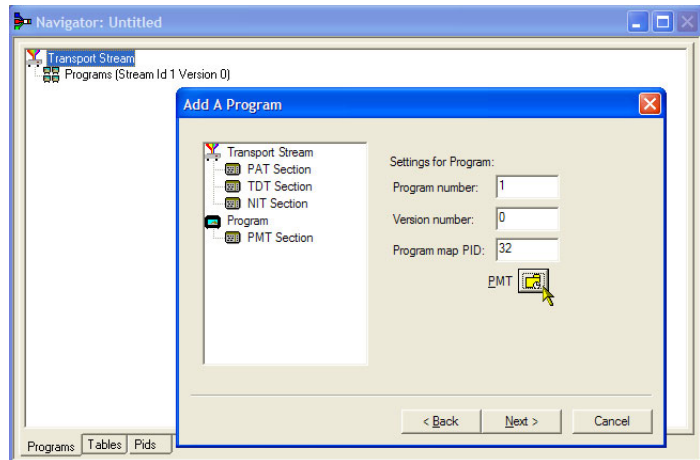 Navigator: Untitled
Transport Stream
Programs (Stream Id 1 Version 0)
Add A Program
Transport Stream
PAT Section
TDT Section
NIT Section
Program
PMT Section
Settings for Program:
Program number: 1
Version number: 0
Program map PID: 32
PMT
< Back
Next >
Cancel
Programs
Tables
Pids